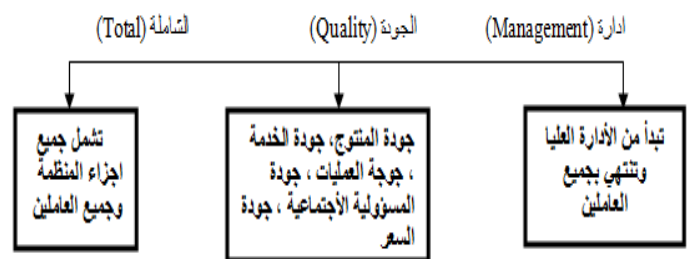 ادارة (Management) الجودة (Quality) الشاملة (Total)
تبدأ من الأدارة العليا
وتنتهي بجميع
العاملين
جودة المنتوج، جودة الخدمة
، جوجة العمليات ، جودة
المسؤولية الأجتماعية ، جودة
السعر
تشمل جميع
اجزاء المنظمة
وجميع العاملين